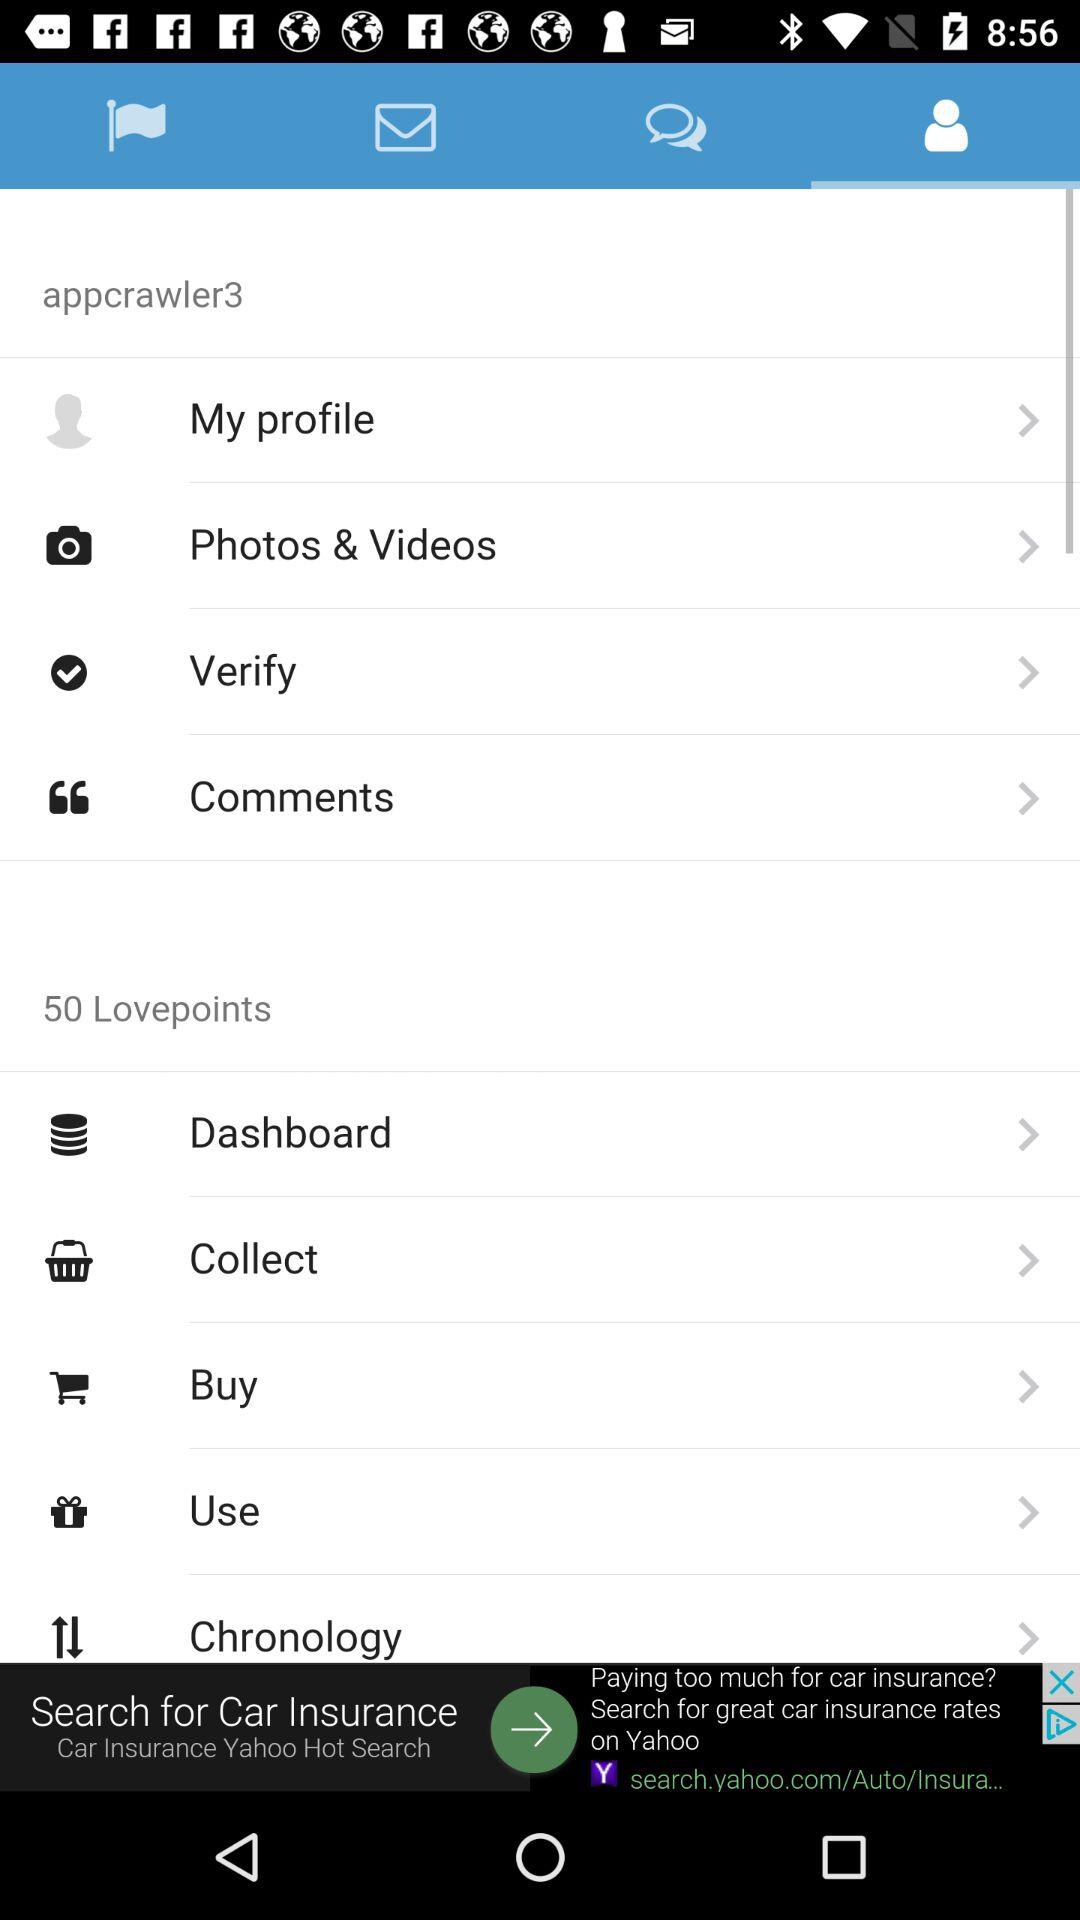 8:56
appcrawler3
My profile
Photos & Videos
Verify
Comments
50 Lovepoints
Dashboard
Collect
Buy
Use
Chronology
Search for Car Insurance
Car Insurance Yahoo Hot Search
Paying too much for car insurance?
Search for great car insurance rates
on Yahoo
search.yahoo.com/Auto/Insura...